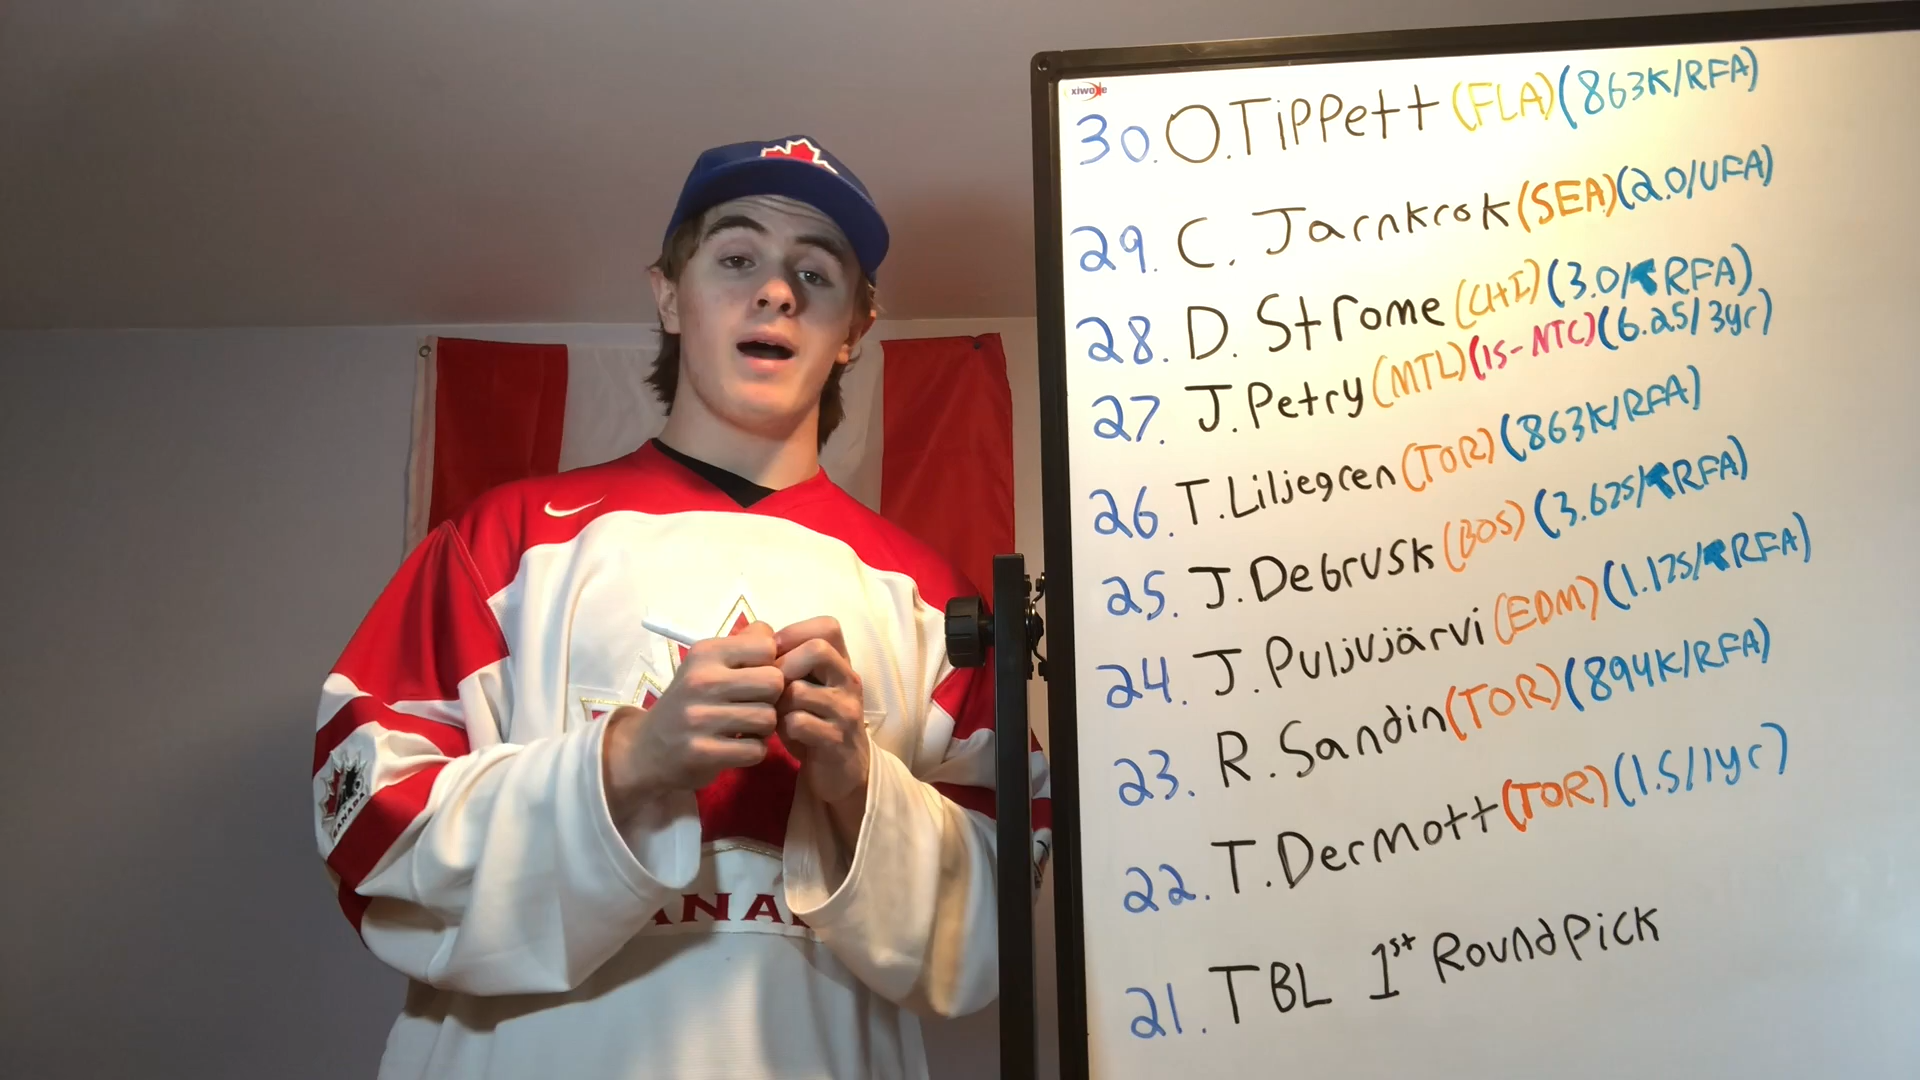 xiwode
30. O.Tippett (FLA)(863K/RFA)
29. C. Jarnkrok (SEA)(2.0/UFA)
28. D. Strome (CHI)(3.0/RFA)
27. J.Petry (MTL)(15-NTC)(6.25/3yr)
26. T.Liljegren (TOR)(863K/RFA)
25. J.Debrusk (BOS)(3.625/RFA)
24. J.Puljujärvi (EDM)(1.175/RFA)
23. R.Sandin (TOR)(894K/RFA)
22. T.Dermott (TOR)(1.5/1yr)
21. TBL 1st Round Pick
CANADA
ANA